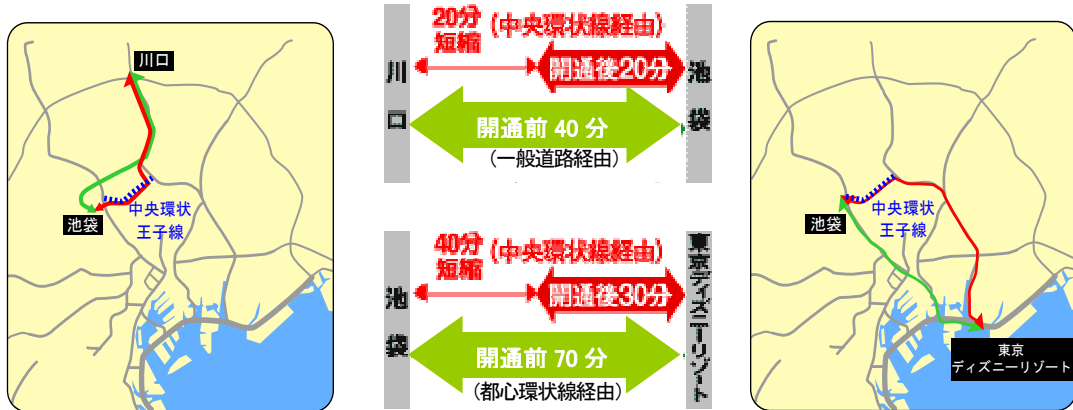 川口
池袋
中央環状
王子線
20分
短縮
(中央環状線経由)
開通後20分
川口
池袋
開通前 40 分
(一般道路経由)
40分
短縮
(中央環状線経由)
開通後30分
池袋
東京ディズニーリゾート
開通前 70 分
(都心環状線経由)
池袋
中央環状
王子線
東京
ディズニーリゾート